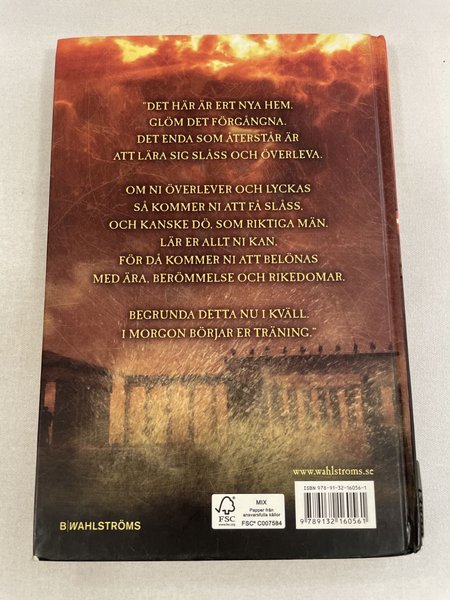 "DET HÄR ÄR ERT NYA HEM.
GLÖM DET FÖRGÅNGNA.
DET ENDA SOM ÅTERSTÅR ÄR
ATT LÄRA SIG SLÅSS OCH ÖVERLEVA.
OM NI ÖVERLEVER OCH LYCKAS
SÅ KOMMER NI ATT FÅ SLÅSS,
OCH KANSKE DÖ, SOM RIKTIGA MÄN.
LÄR ER ALLT NI KAN.
FÖR DÅ KOMMER NI ATT BELÖNAS
MED ÄRA, BERÖMMELSE OCH RIKEDOMAR.
BEGRUNDA DETTA NU I KVÄLL.
I MORGON BÖRJAR ER TRÄNING."
www.wahlstroms.se
ISBN 978-91-32-16056-1
9 789132 160561
FSC
www.fsc.org
MIX
Papper från
ansvarsfulla källor
FSC® C007584
B WAHLSTRÖMS